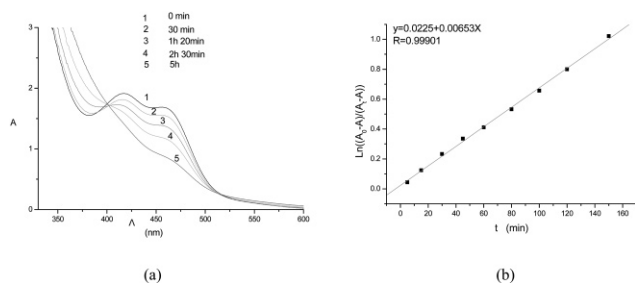 1 0 min
2 30 min
3 1h 20min
4 2h 30min
5 5h
3
2
1
0
A
1
2
3
4
5
350
400
450
500
550
600
Λ
(nm)
(a)
y=0.0225+0.00653X
R=0.99901
1.0
0.8
0.6
0.4
0.2
0.0
Ln((A₀-A)/(A₁-A))
0 20 40 60 80 100 120 140 160
t (min)
(b)